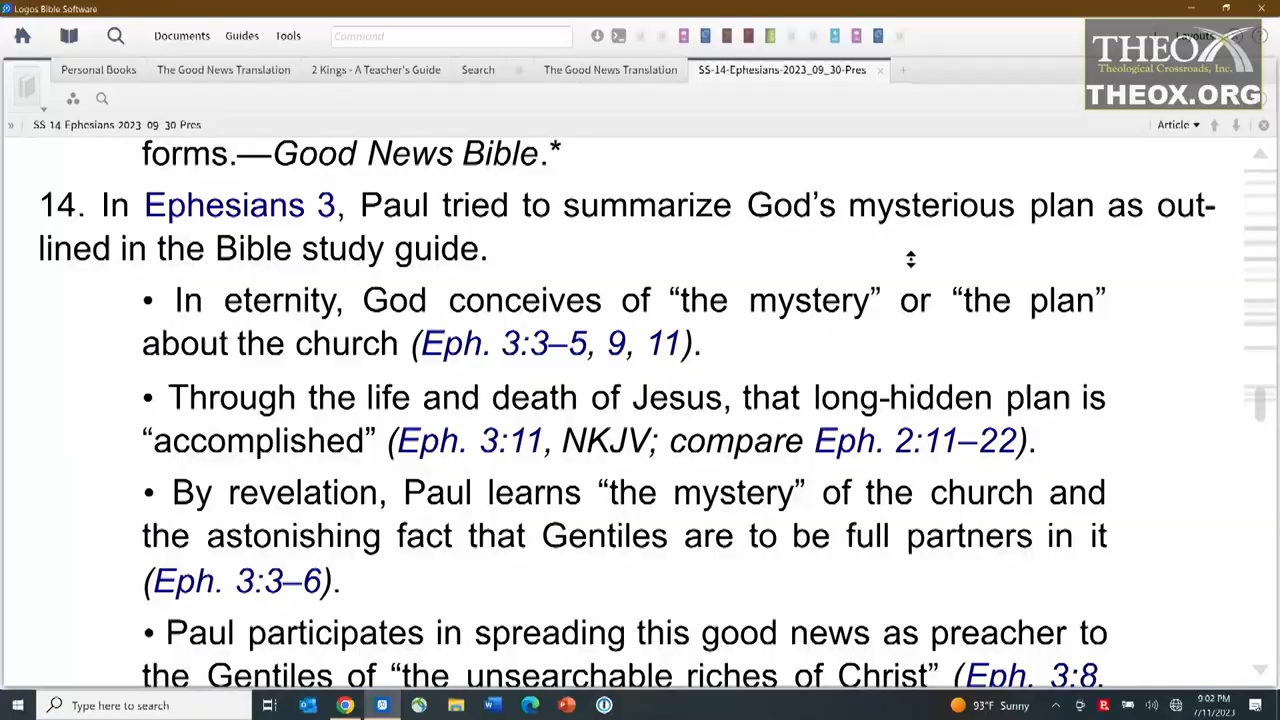 Logos Bible Software
Documents Guides Tools Command Layouts
THEOX
Theological Crossroads, Inc.
THEOX.ORG
Personal Books The Good News Translation 2 Kings - A Teacher's Guide Sea The Good News Translation SS-14-Ephesians-2023_09_30-Pres
SS-14-Ephesians-2023_09_30-Pres Article
forms.—Good News Bible.*
14. In Ephesians 3, Paul tried to summarize God’s mysterious plan as out-
lined in the Bible study guide.
• In eternity, God conceives of “the mystery” or “the plan”
about the church (Eph. 3:3–5, 9, 11).
• Through the life and death of Jesus, that long-hidden plan is
“accomplished” (Eph. 3:11, NKJV; compare Eph. 2:11–22).
• By revelation, Paul learns “the mystery” of the church and
the astonishing fact that Gentiles are to be full partners in it
(Eph. 3:3–6).
• Paul participates in spreading this good news as preacher to
the Gentiles of “the unsearchable riches of Christ” (Eph. 3:8,
Type here to search
93°F Sunny
9:02 PM
7/11/2023